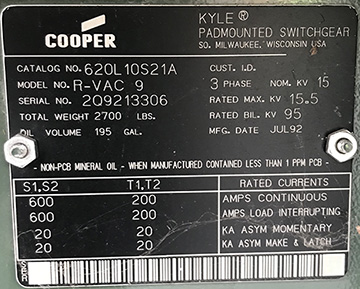 COOPER
KYLE®
PADMOUNTED SWITCHGEAR
SO. MILWAUKEE, WISCONSIN USA
CATALOG NO. 620L10S21A CUST. I.D.
MODEL NO. R-VAC 9 3 PHASE NOM. KV 15
SERIAL NO. 2Q9213306 RATED MAX. KV 15.5
TOTAL WEIGHT 2700 LBS. RATED BIL. KV 95
OIL VOLUME 195 GAL. MFG. DATE JUL92
- NON-PCB MINERAL OIL - WHEN MANUFACTURED CONTAINED LESS THAN 1 PPM PCB -
S1,S2 T1,T2 RATED CURRENTS
600 200 AMPS CONTINUOUS
600 200 AMPS LOAD INTERRUPTING
20 20 KA ASYM MOMENTARY
20 20 KA ASYM MAKE & LATCH